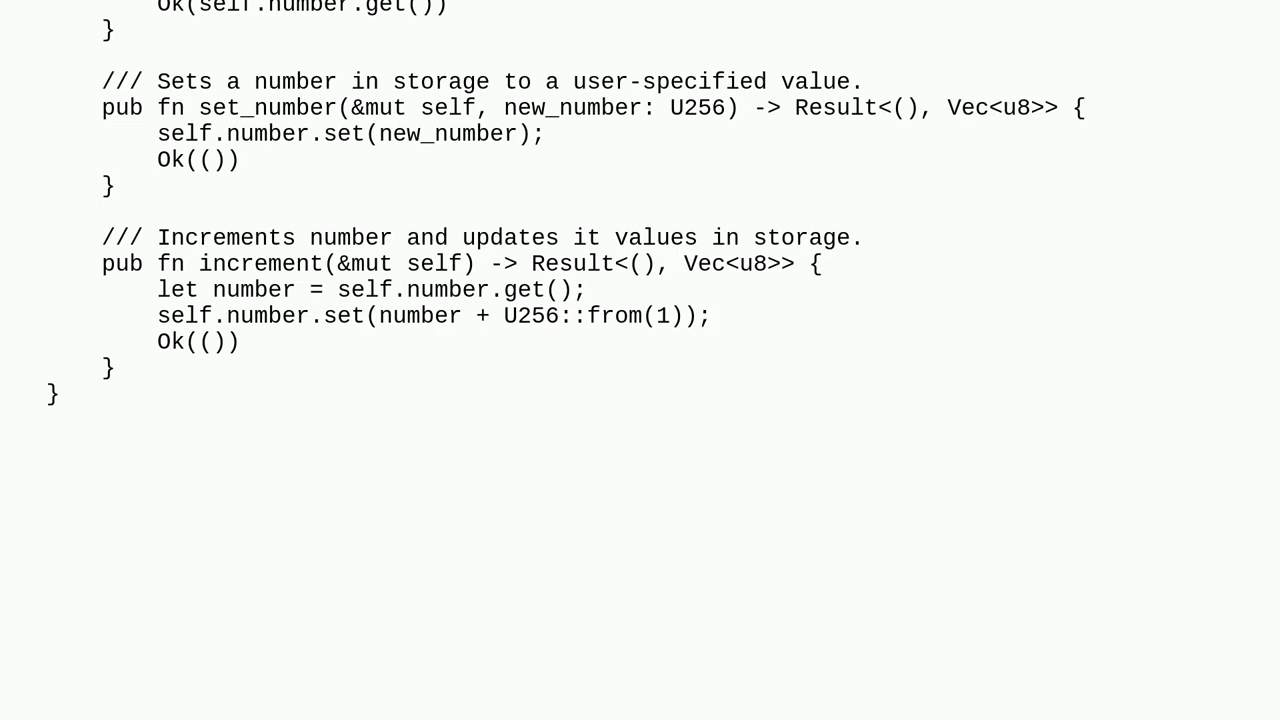 Ok(self.number.get())
    }

    /// Sets a number in storage to a user-specified value.
    pub fn set_number(&mut self, new_number: U256) -> Result<(), Vec<u8>> {
        self.number.set(new_number);
        Ok(())
    }

    /// Increments number and updates it values in storage.
    pub fn increment(&mut self) -> Result<(), Vec<u8>> {
        let number = self.number.get();
        self.number.set(number + U256::from(1));
        Ok(())
    }
}